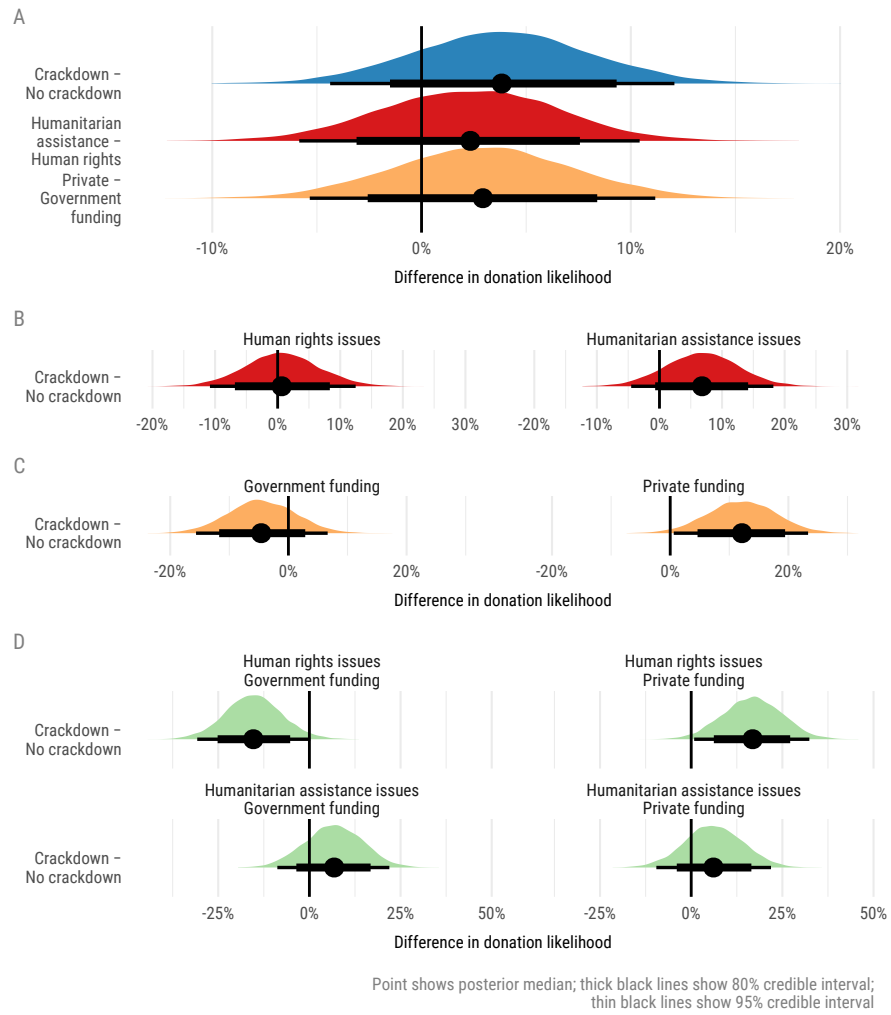 A
Crackdown −
No crackdown
Humanitarian
assistance −
Human rights
Private −
Government
funding
-10% 0% 10% 20%
Difference in donation likelihood
B
Human rights issues Humanitarian assistance issues
Crackdown −
No crackdown
-20% -10% 0% 10% 20% 30% -20% -10% 0% 10% 20% 30%
C
Government funding Private funding
Crackdown −
No crackdown
-20% 0% 20% -20% 0% 20%
Difference in donation likelihood
D
Human rights issues Human rights issues
Government funding Private funding
Crackdown −
No crackdown
Humanitarian assistance issues Humanitarian assistance issues
Government funding Private funding
Crackdown −
No crackdown
-25% 0% 25% 50% -25% 0% 25% 50%
Difference in donation likelihood
Point shows posterior median; thick black lines show 80% credible interval;
thin black lines show 95% credible interval